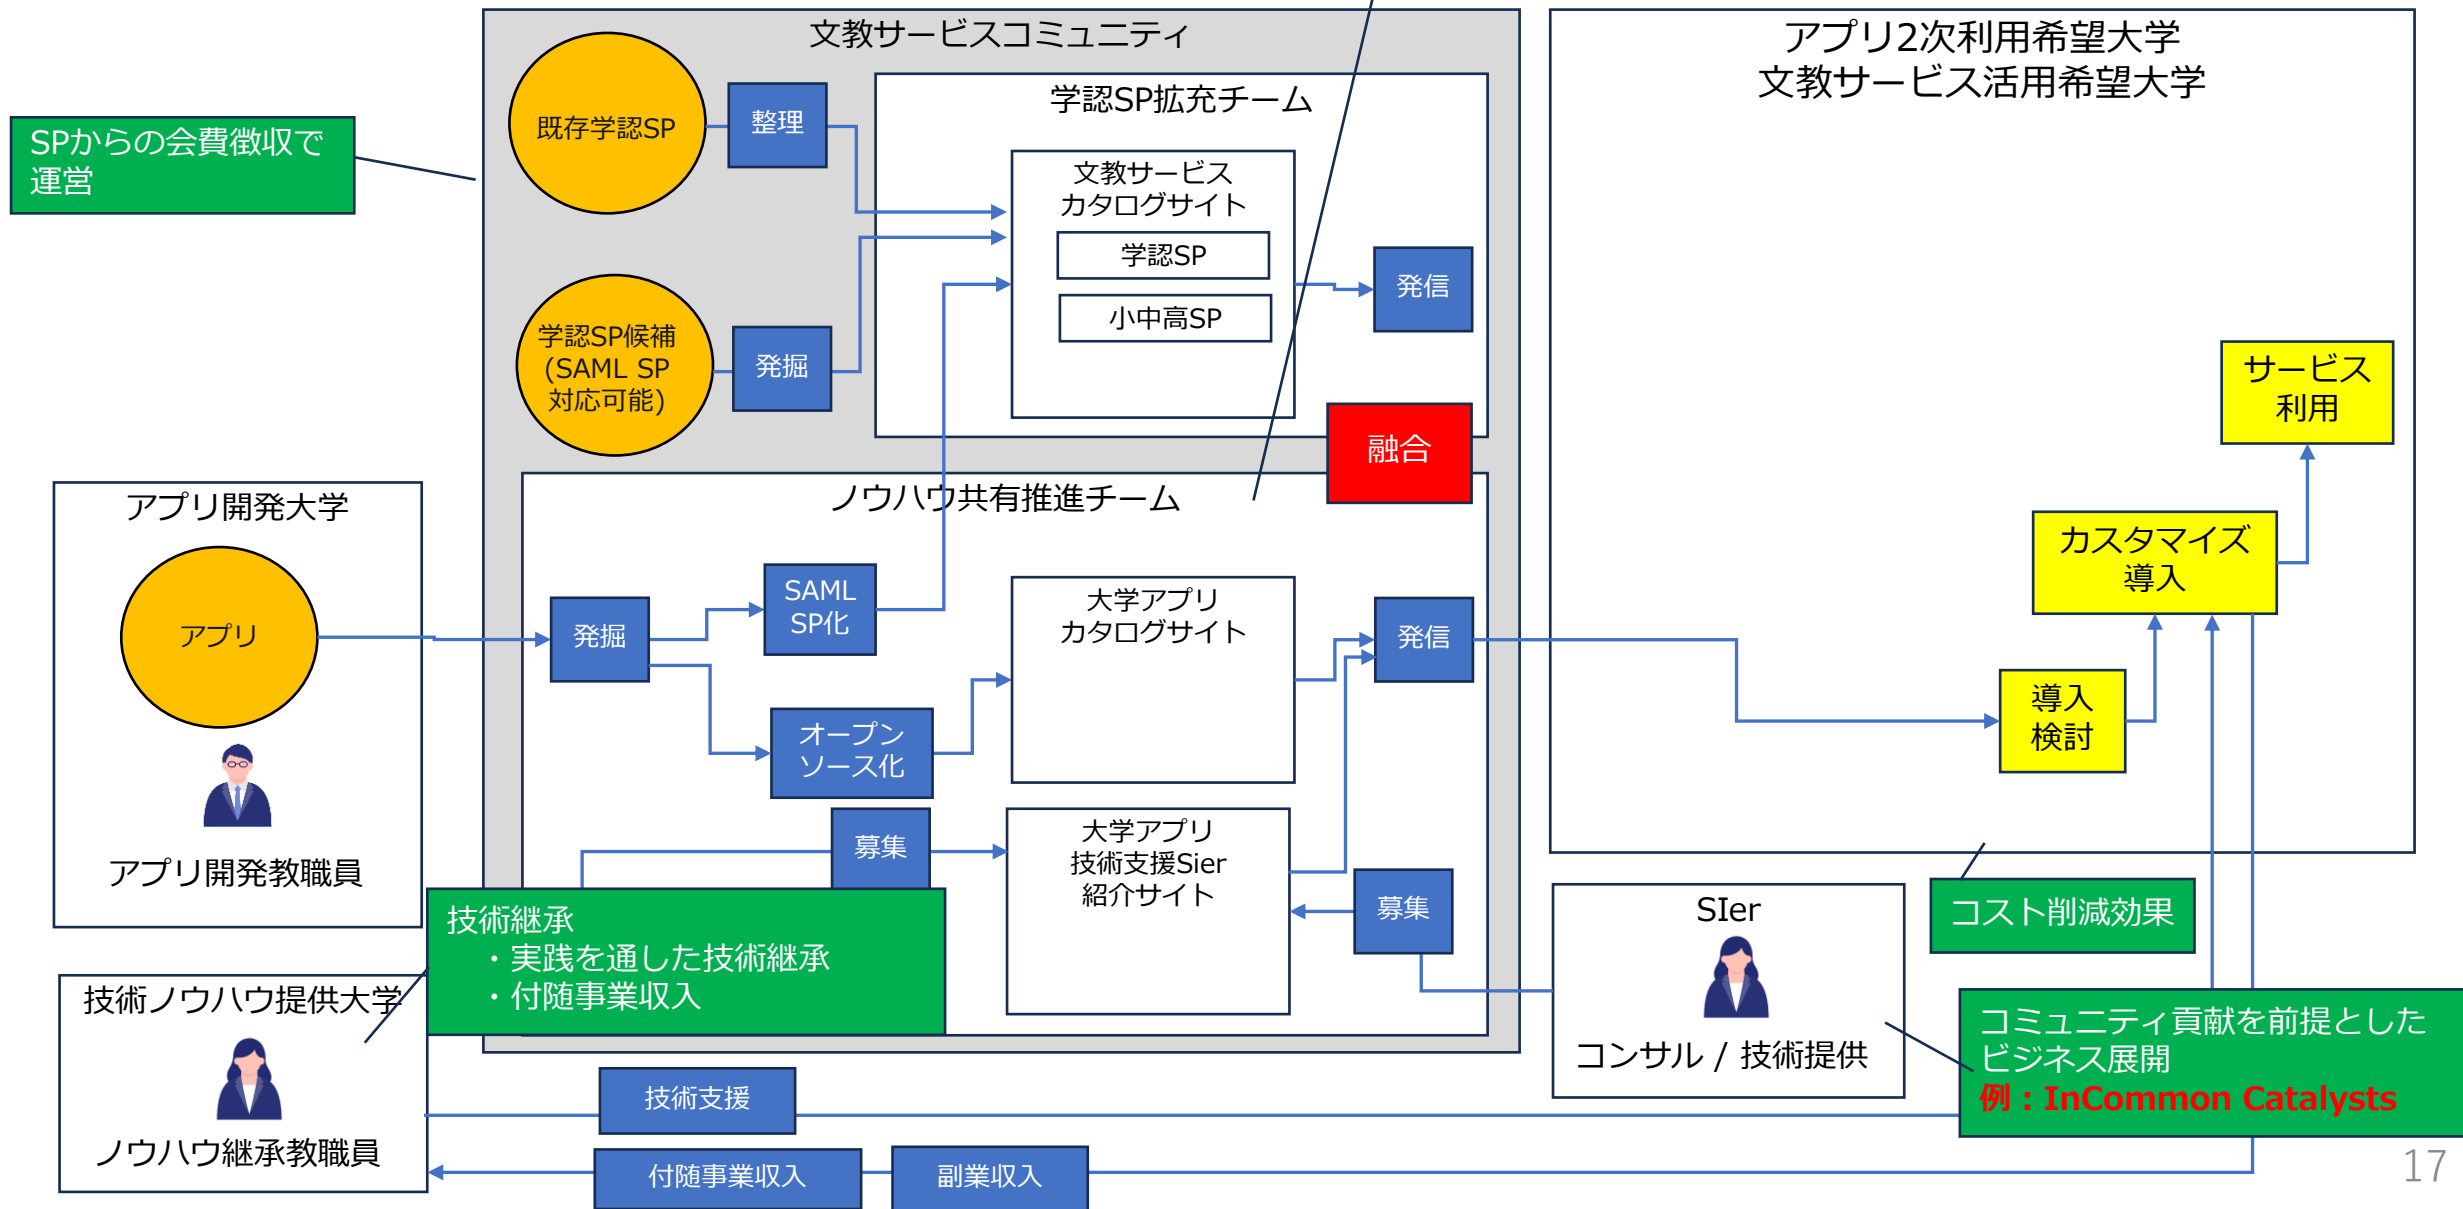 文教サービスコミュニティ
アプリ2次利用希望大学
文教サービス活用希望大学
SPからの会費徴収で
運営
既存学認SP
整理
学認SP拡充チーム
文教サービス
カタログサイト
学認SP
小中高SP
発信
学認SP候補
(SAML SP
対応可能)
発掘
サービス
利用
融合
アプリ開発大学
アプリ
アプリ開発教職員
ノウハウ共有推進チーム
発掘
SAML
SP化
オープン
ソース化
大学アプリ
カタログサイト
発信
カスタマイズ
導入
導入
検討
募集
大学アプリ
技術支援Sier
紹介サイト
募集
技術継承
・実践を通した技術継承
・付随事業収入
SIer
コンサル / 技術提供
コスト削減効果
技術ノウハウ提供大学
ノウハウ継承教職員
コミュニティ貢献を前提とした
ビジネス展開
例：InCommon Catalysts
技術支援
付随事業収入
副業収入
17